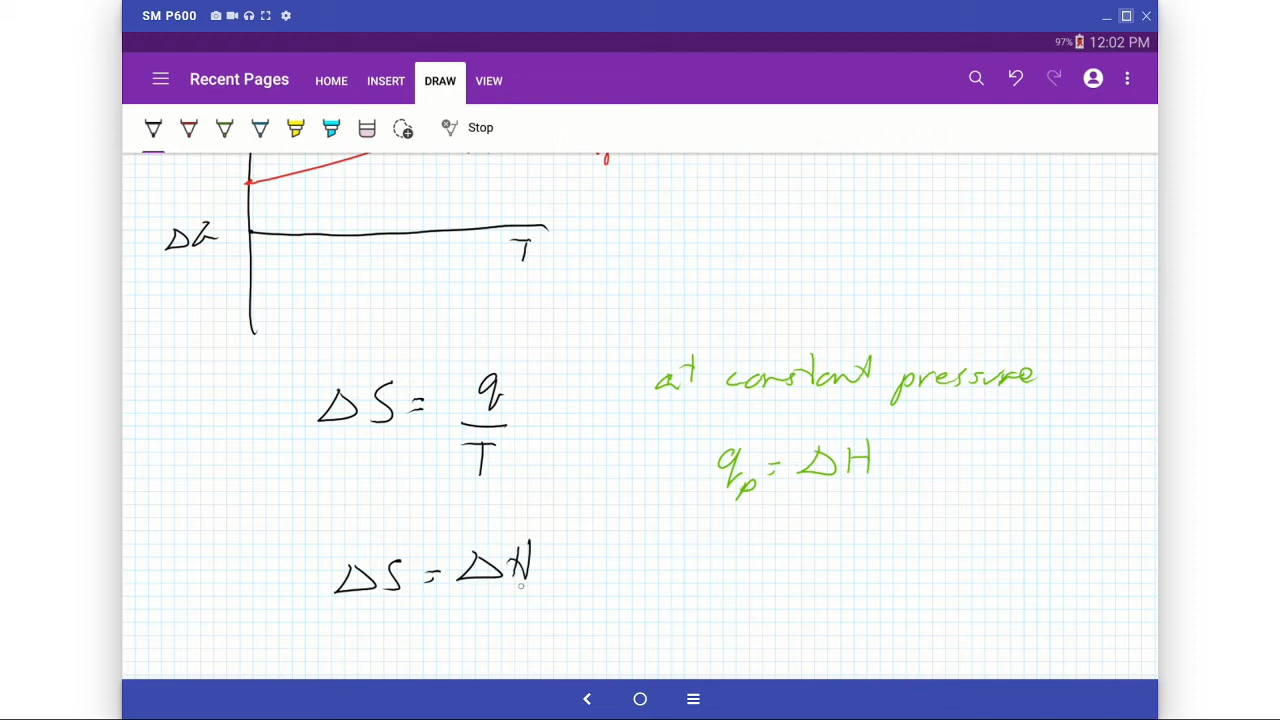 SM P600
97% 12:02 PM
Recent Pages HOME INSERT DRAW VIEW
Stop
ΔG
T
ΔS = q
T
at constant pressure
qp = ΔH
ΔS = ΔH